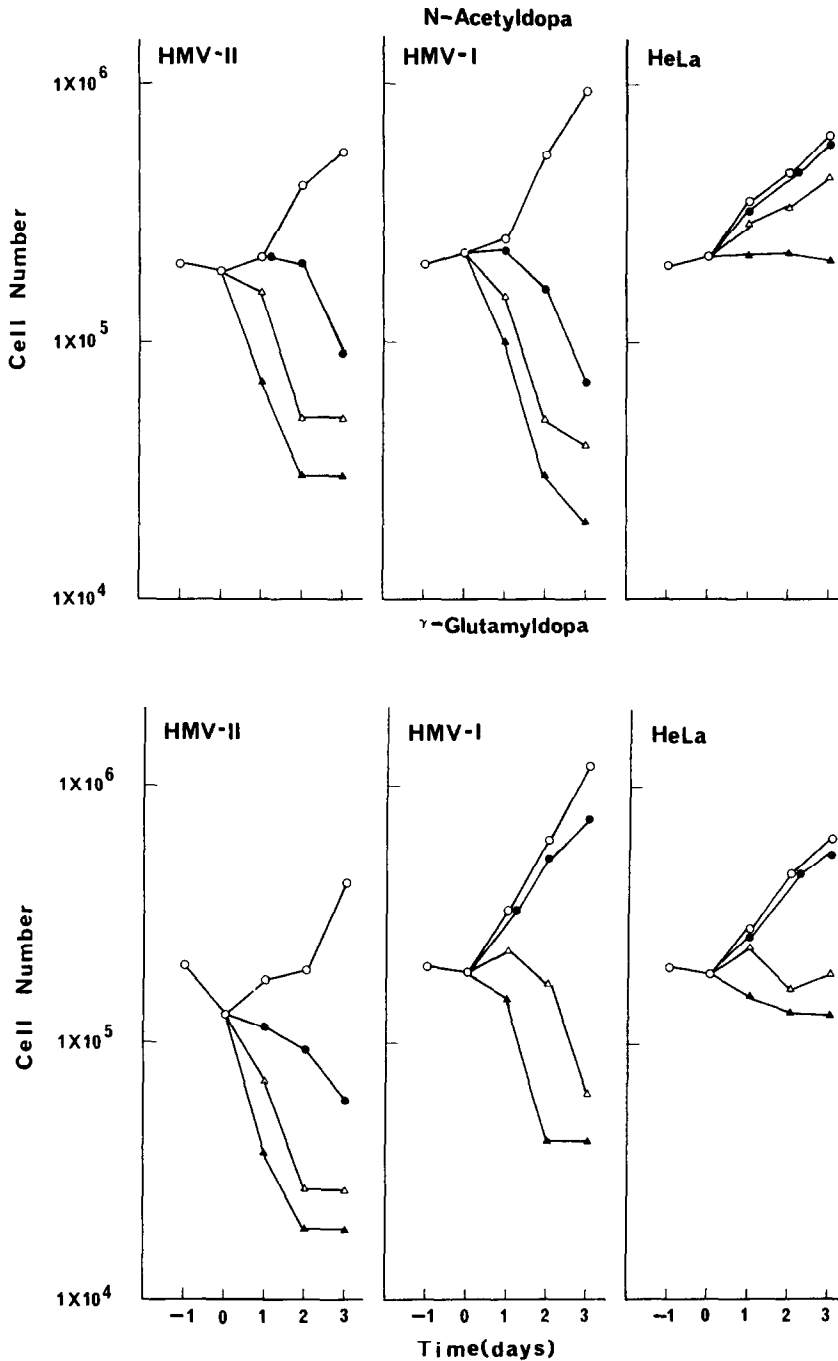 N-Acetyldopa
HMV-II
HMV-I
HeLa
1X10⁶
1X10⁵
1X10⁴
Cell Number
γ-Glutamyldopa
HMV-II
HMV-I
HeLa
1X10⁶
1X10⁵
1X10⁴
Cell Number
-1 0 1 2 3
-1 0 1 2 3
-1 0 1 2 3
Time(days)